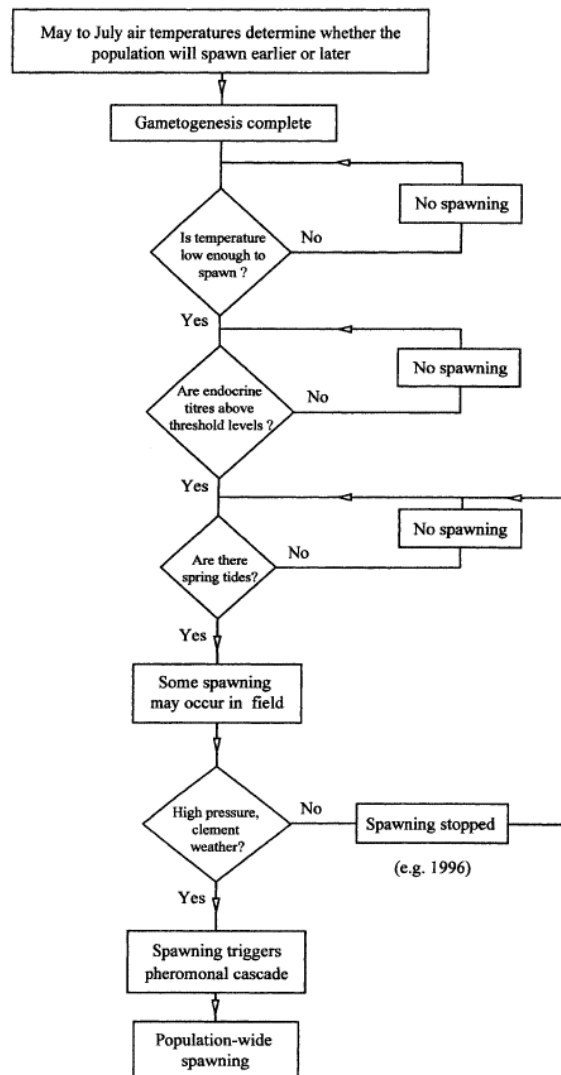 May to July air temperatures determine whether the
population will spawn earlier or later
Gametogenesis complete
No spawning
Is temperature
low enough to
spawn ?
No
Yes
No spawning
Are endocrine
titres above
threshold levels ?
No
Yes
No spawning
Are there
spring tides?
No
Yes
Some spawning
may occur in field
High pressure,
clement
weather?
No
Spawning stopped
(e.g. 1996)
Yes
Spawning triggers
pheromonal cascade
Population-wide
spawning